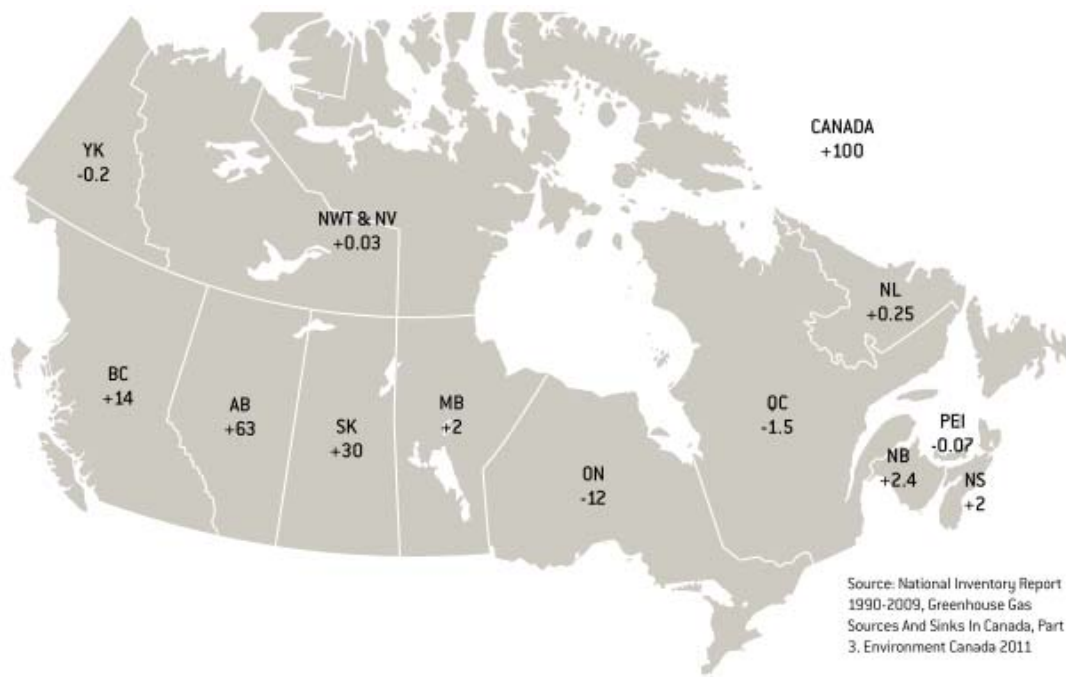 CANADA
+100
YK
-0.2
NWT & NV
+0.03
NL
+0.25
BC
+14
AB
+63
SK
+30
MB
+2
ON
-12
QC
-1.5
PEI
-0.07
NB
+2.4
NS
+2
Source: National Inventory Report
1990-2009, Greenhouse Gas
Sources And Sinks In Canada, Part
3. Environment Canada 2011